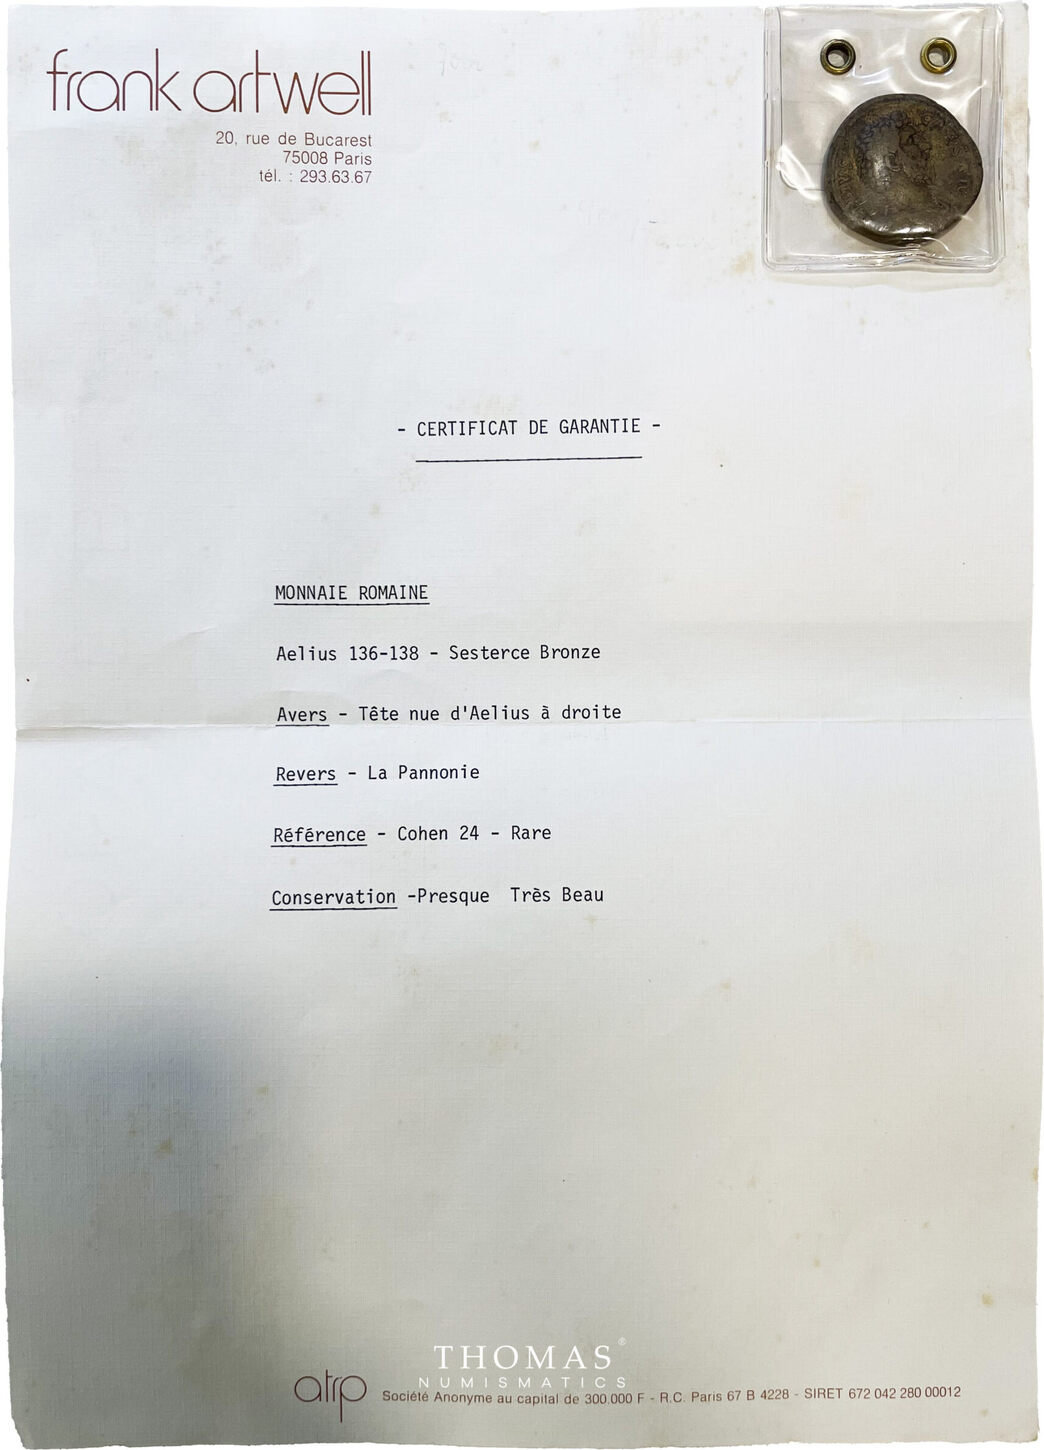 frank artwell
20, rue de Bucarest
75008 Paris
tél. : 293.63.67
- CERTIFICAT DE GARANTIE -
MONNAIE ROMAINE
Aelius 136-138 - Sesterce Bronze
Avers - Tête nue d'Aelius à droite
Revers - La Pannonie
Référence - Cohen 24 - Rare
Conservation -Presque Très Beau
THOMAS®
NUMISMATICS
atrp Société Anonyme au capital de 300.000 F - R.C. Paris 67 B 4228 - SIRET 672 042 280 00012